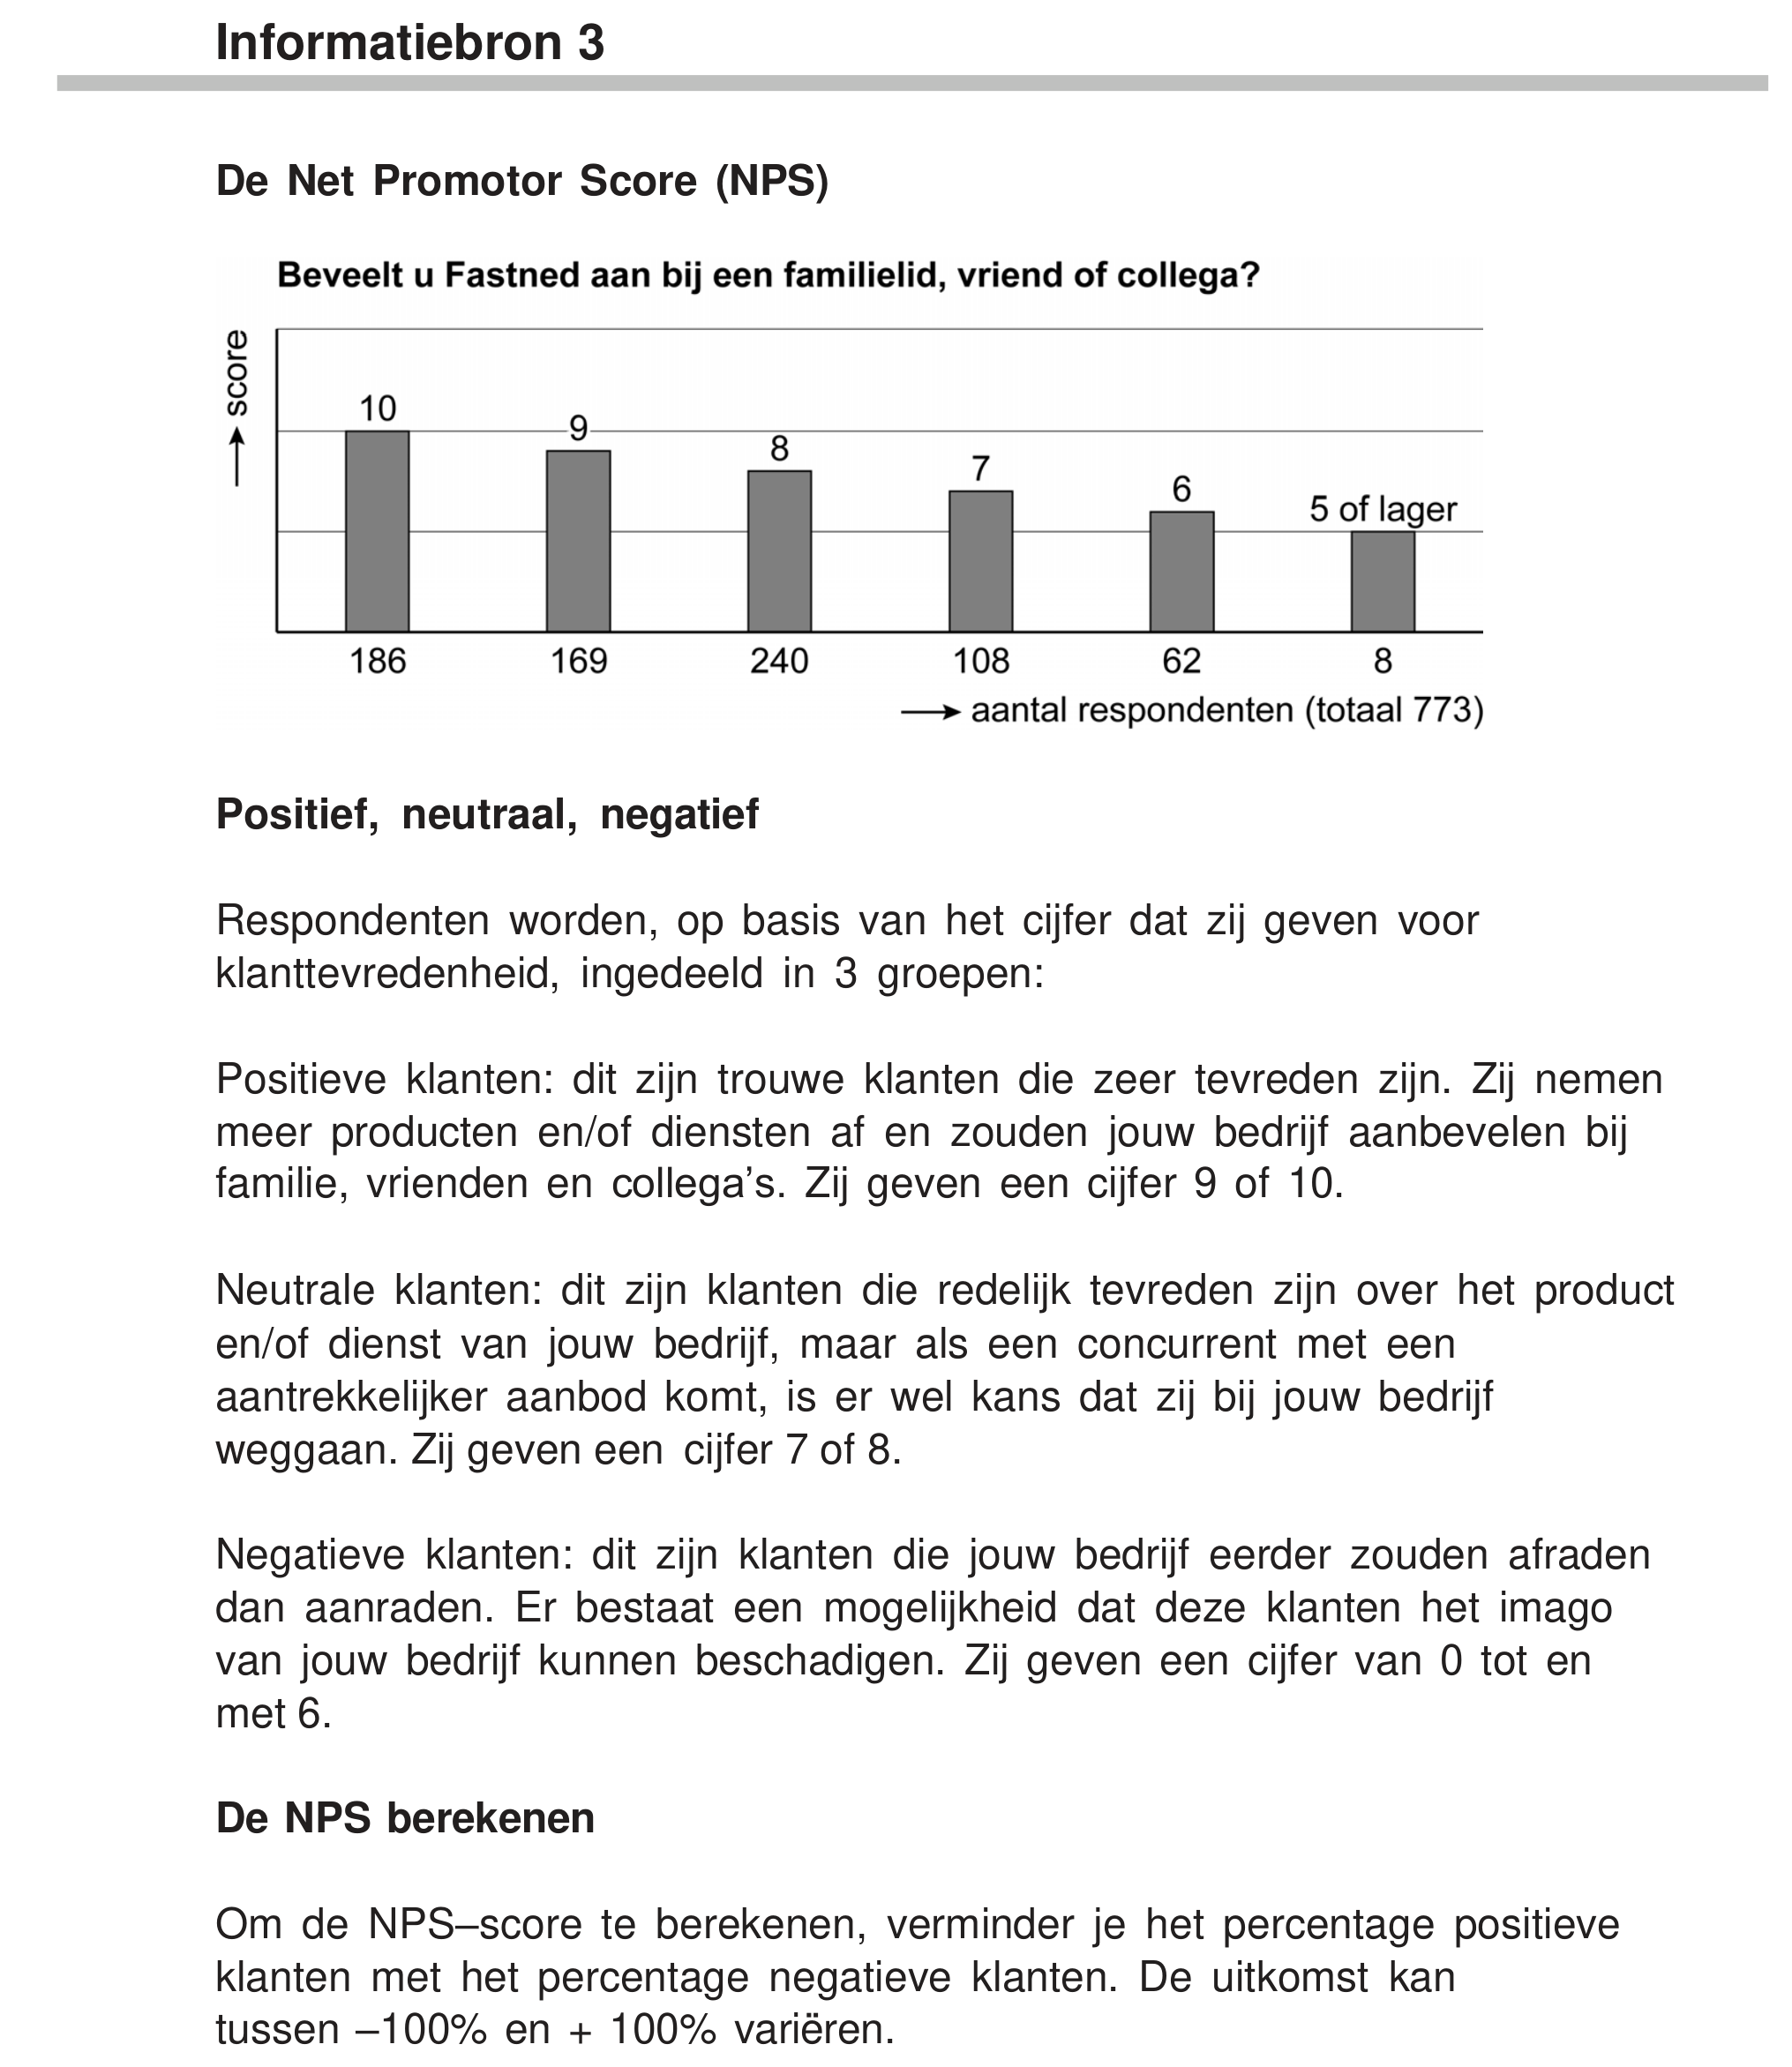 Informatiebron 3
De Net Promotor Score (NPS)
Beveelt u Fastned aan bij een familielid, vriend of collega?
score
10
9
8
7
6
5 of lager
186 169 240 108 62 8
aantal respondenten (totaal 773)
Positief, neutraal, negatief
Respondenten worden, op basis van het cijfer dat zij geven voor
klanttevredenheid, ingedeeld in 3 groepen:
Positieve klanten: dit zijn trouwe klanten die zeer tevreden zijn. Zij nemen
meer producten en/of diensten af en zouden jouw bedrijf aanbevelen bij
familie, vrienden en collega’s. Zij geven een cijfer 9 of 10.
Neutrale klanten: dit zijn klanten die redelijk tevreden zijn over het product
en/of dienst van jouw bedrijf, maar als een concurrent met een
aantrekkelijker aanbod komt, is er wel kans dat zij bij jouw bedrijf
weggaan. Zij geven een cijfer 7 of 8.
Negatieve klanten: dit zijn klanten die jouw bedrijf eerder zouden afraden
dan aanraden. Er bestaat een mogelijkheid dat deze klanten het imago
van jouw bedrijf kunnen beschadigen. Zij geven een cijfer van 0 tot en
met 6.
De NPS berekenen
Om de NPS–score te berekenen, verminder je het percentage positieve
klanten met het percentage negatieve klanten. De uitkomst kan
tussen –100% en + 100% variëren.